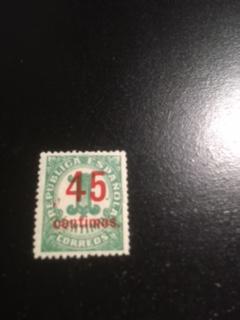 REPUBLICA ESPAÑOLA
45
centimos.
CORREOS